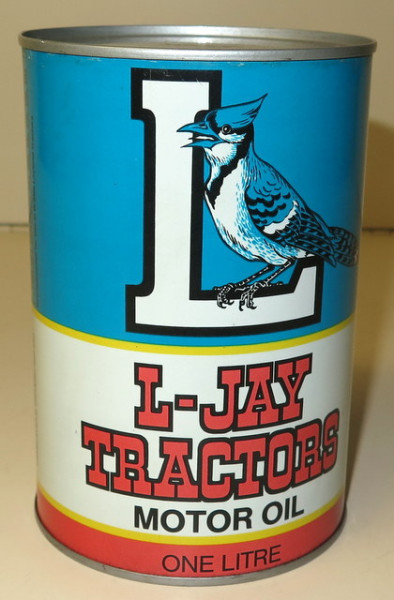 L
L-JAY
TRACTORS
MOTOR OIL
ONE LITRE